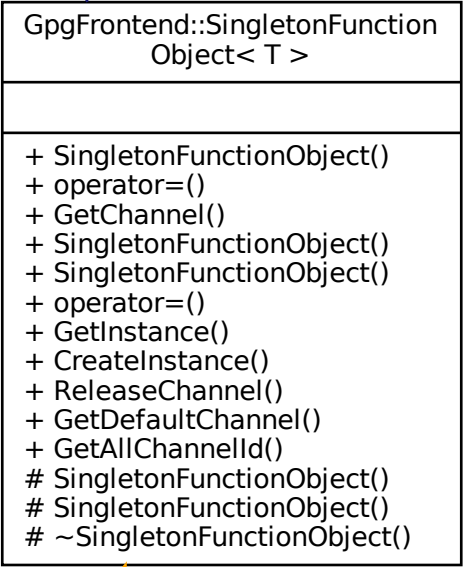 GpgFrontend::SingletonFunction
Object< T >
+ SingletonFunctionObject()
+ operator=()
+ GetChannel()
+ SingletonFunctionObject()
+ SingletonFunctionObject()
+ operator=()
+ GetInstance()
+ CreateInstance()
+ ReleaseChannel()
+ GetDefaultChannel()
+ GetAllChannelId()
# SingletonFunctionObject()
# SingletonFunctionObject()
# ~SingletonFunctionObject()